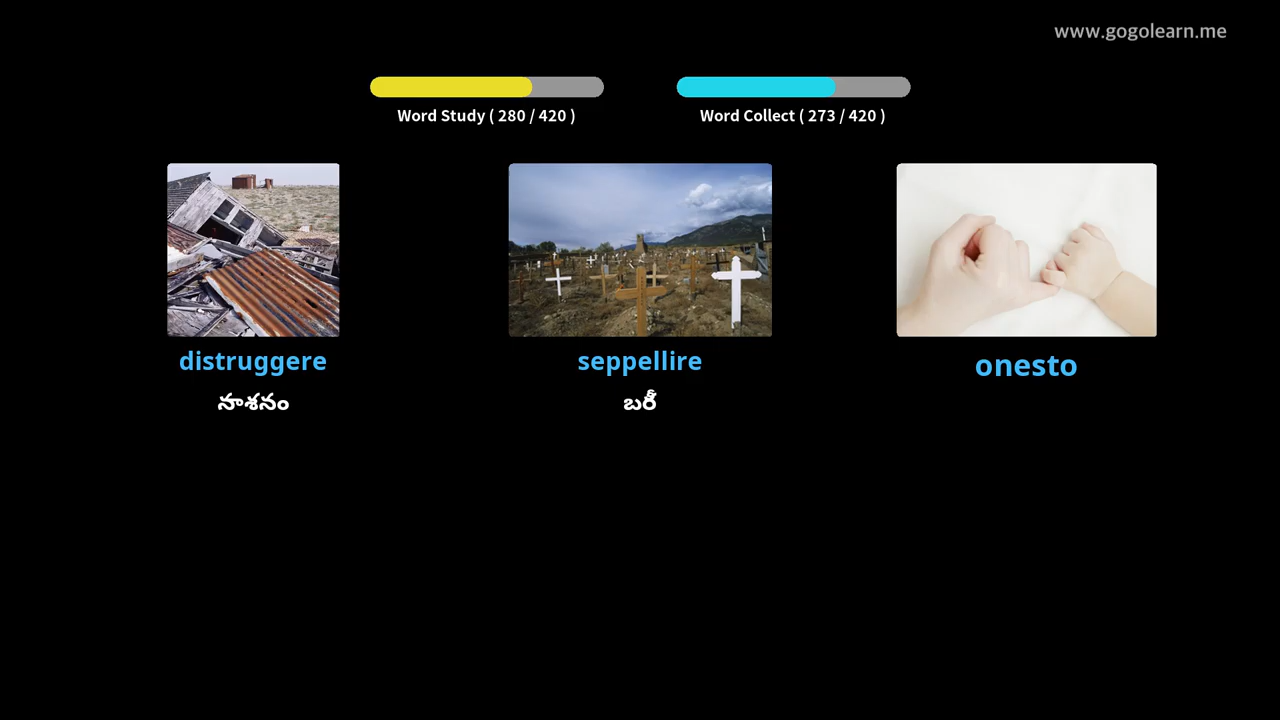 www.gogolearn.me
Word Study ( 280 / 420 )
Word Collect ( 273 / 420 )
distruggere
seppellire
onesto
నాశనం
బరీ